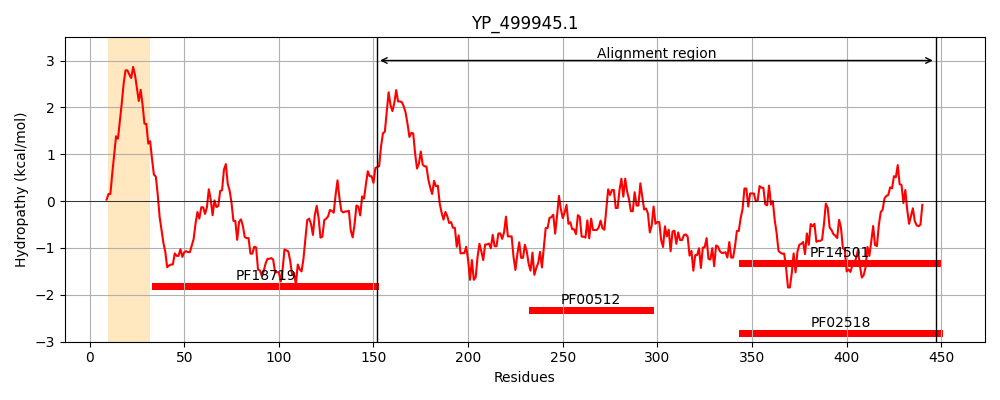 YP_499945.1
Hydropathy (kcal/mol)
3
2
1
0
−1
−2
−3
Alignment region
PF14501
PF18719
PF00512
PF02518
0 50 100 150 200 250 300 350 400 450
Residues